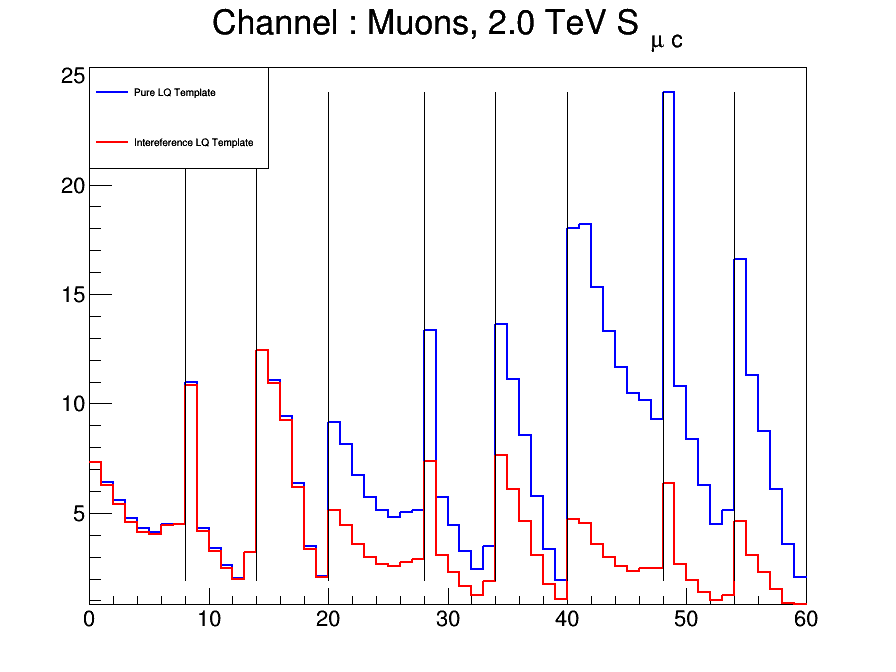 Channel : Muons, 2.0 TeV S μ c
25
Pure LQ Template
Intereference LQ Template
20
15
10
5
0 10 20 30 40 50 60